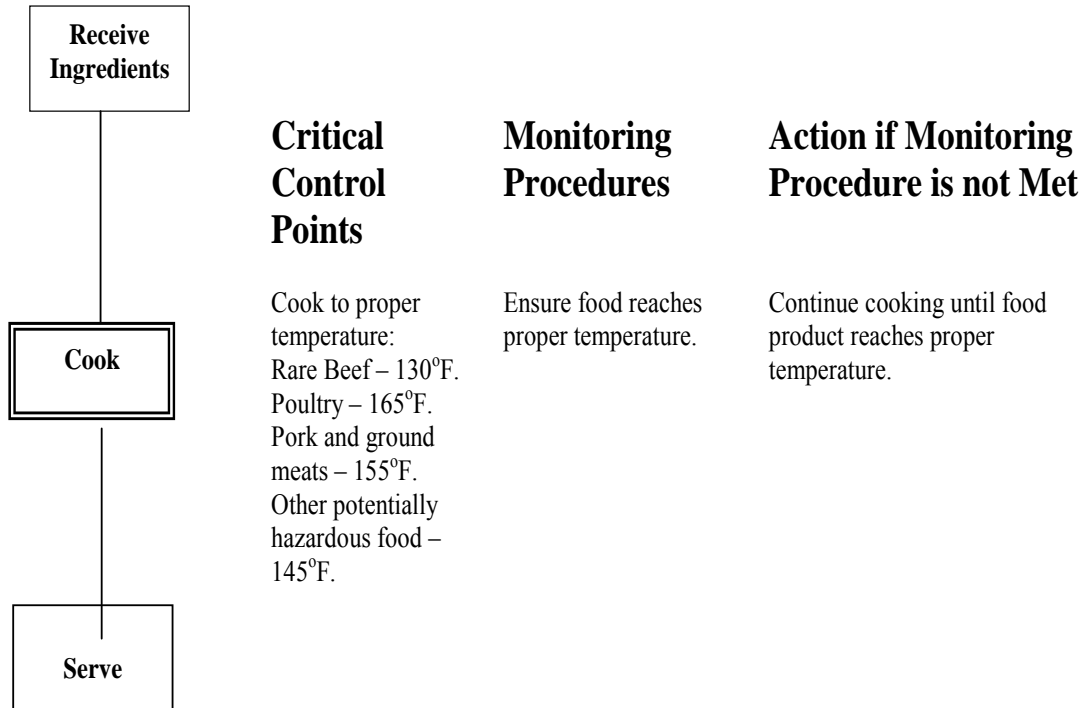 Receive
Ingredients
Critical
Control
Points
Monitoring
Procedures
Action if Monitoring
Procedure is not Met
Cook
Cook to proper
temperature:
Rare Beef – 130°F.
Poultry – 165°F.
Pork and ground
meats – 155°F.
Other potentially
hazardous food –
145°F.
Ensure food reaches
proper temperature.
Continue cooking until food
product reaches proper
temperature.
Serve